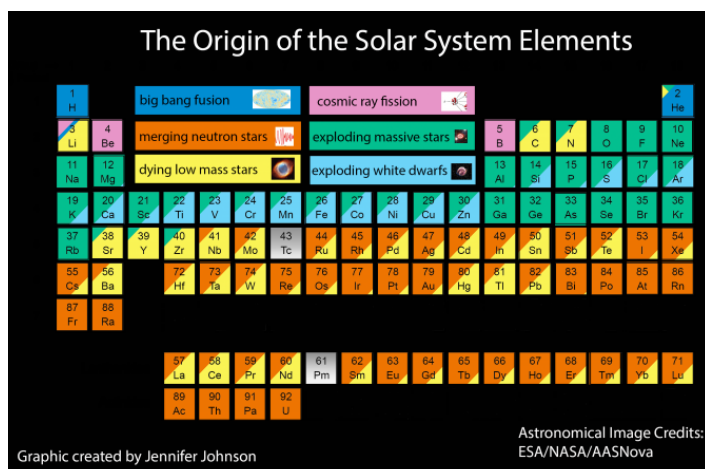 The Origin of the Solar System Elements
1 2
H He
big bang fusion cosmic ray fission
merging neutron stars exploding massive stars
dying low mass stars exploding white dwarfs
3 4 5 6 7 8 9 10
Li Be B C N O F Ne
11 12 13 14 15 16 17 18
Na Mg Al Si P S Cl Ar
19 20 21 22 23 24 25 26 27 28 29 30 31 32 33 34 35 36
K Ca Sc Ti V Cr Mn Fe Co Ni Cu Zn Ga Ge As Se Br Kr
37 38 39 40 41 42 43 44 45 46 47 48 49 50 51 52 53 54
Rb Sr Y Zr Nb Mo Tc Ru Rh Pd Ag Cd In Sn Sb Te I Xe
55 56 72 73 74 75 76 77 78 79 80 81 82 83 84 85 86
Cs Ba Hf Ta W Re Os Ir Pt Au Hg Tl Pb Bi Po At Rn
87 88
Fr Ra
57 58 59 60 61 62 63 64 65 66 67 68 69 70 71
La Ce Pr Nd Pm Sm Eu Gd Tb Dy Ho Er Tm Yb Lu
89 90 91 92
Ac Th Pa U
Graphic created by Jennifer Johnson
Astronomical Image Credits:
ESA/NASA/AASNova